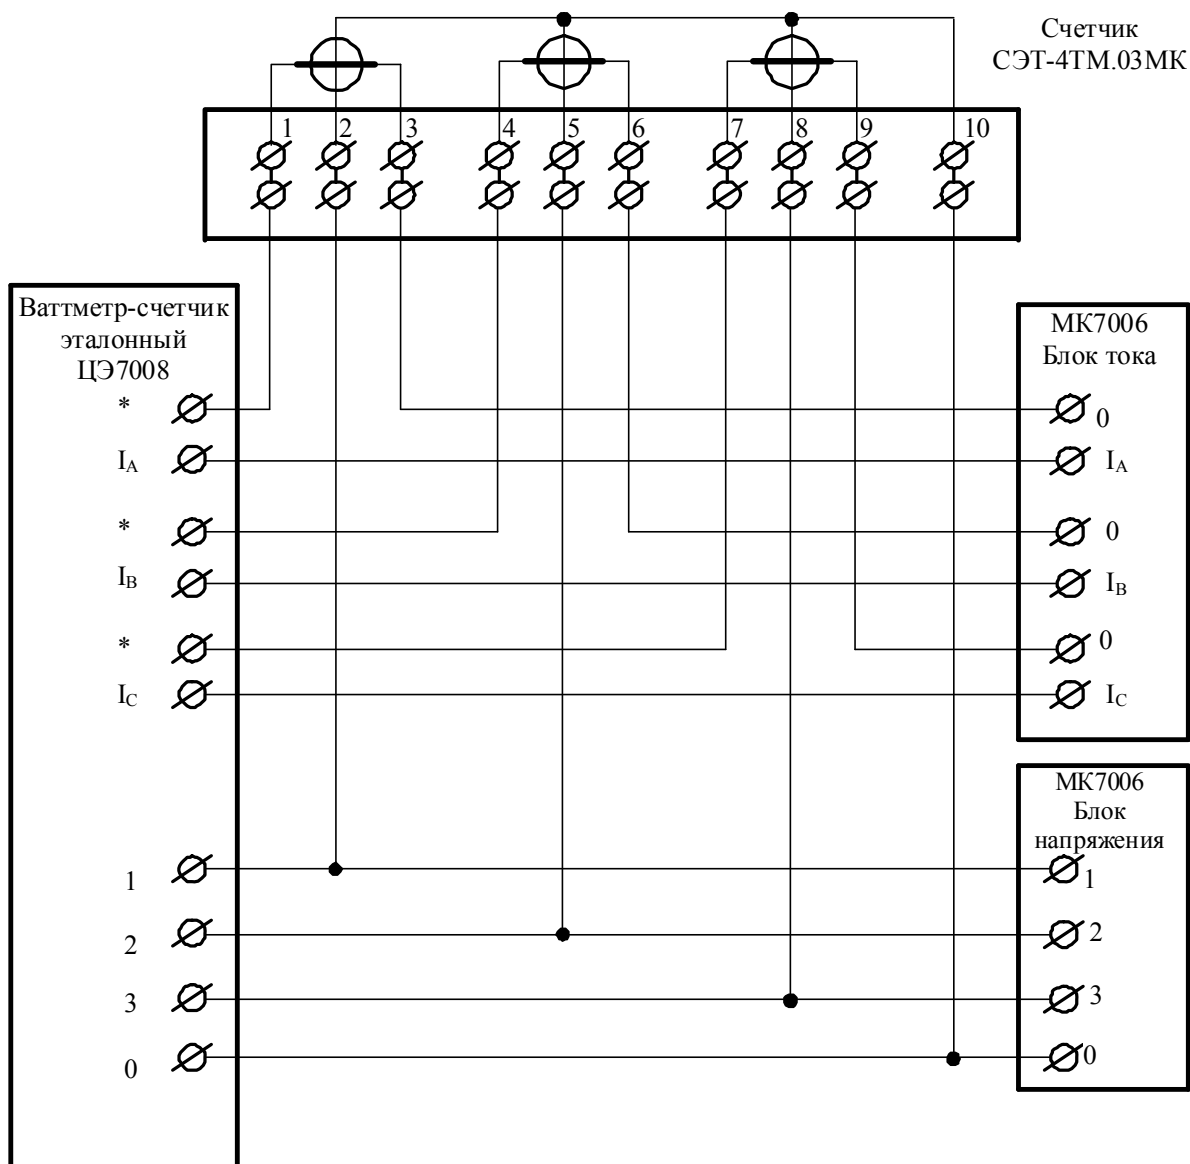 Счетчик
СЭТ-4ТМ.03МК
1 2 3 4 5 6 7 8 9 10
Ваттметр-счетчик
эталонный
ЦЭ7008
*
IA
*
IB
*
IC
1
2
3
0
МК7006
Блок тока
0
IA
0
IB
0
IC
МК7006
Блок
напряжения
1
2
3
0